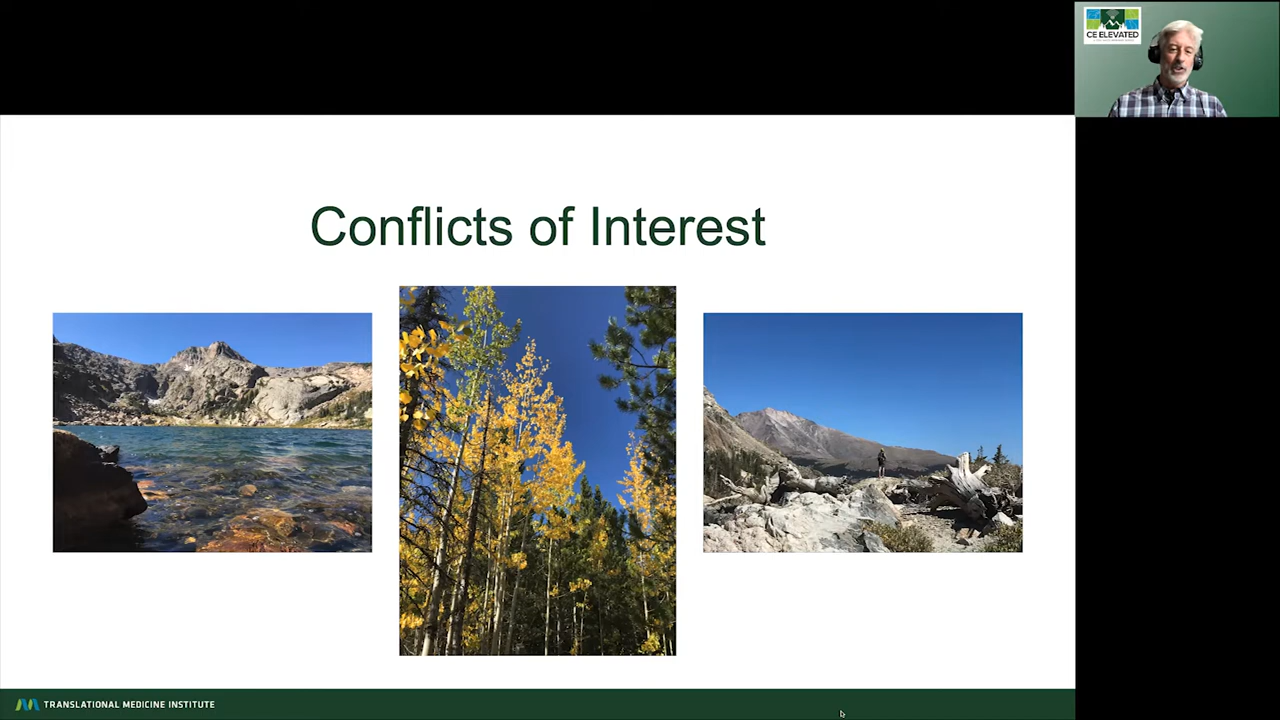 CE ELEVATED
Conflicts of Interest
TRANSLATIONAL MEDICINE INSTITUTE